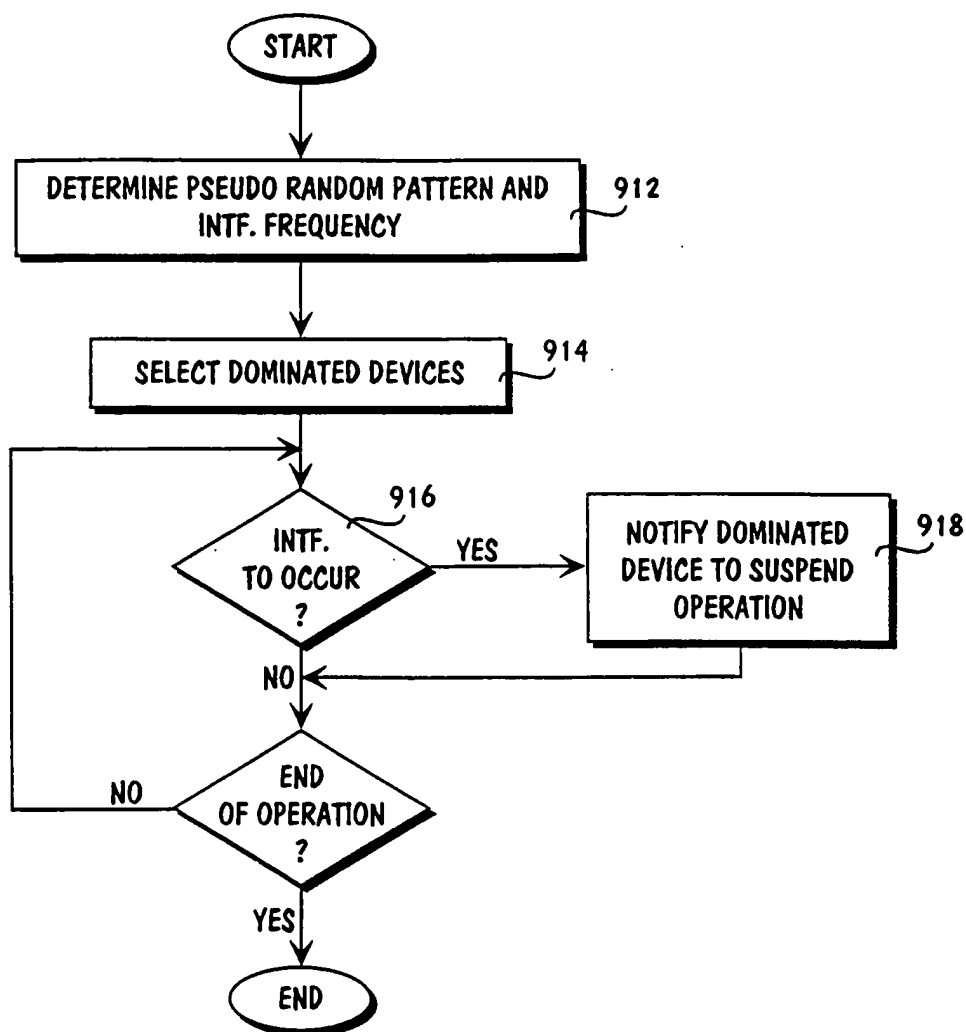 START
DETERMINE PSEUDO RANDOM PATTERN AND
INTF. FREQUENCY
912
SELECT DOMINATED DEVICES
914
INTF.
TO OCCUR
?
916
YES
NOTIFY DOMINATED
DEVICE TO SUSPEND
OPERATION
918
NO
END
OF OPERATION
?
NO
YES
END